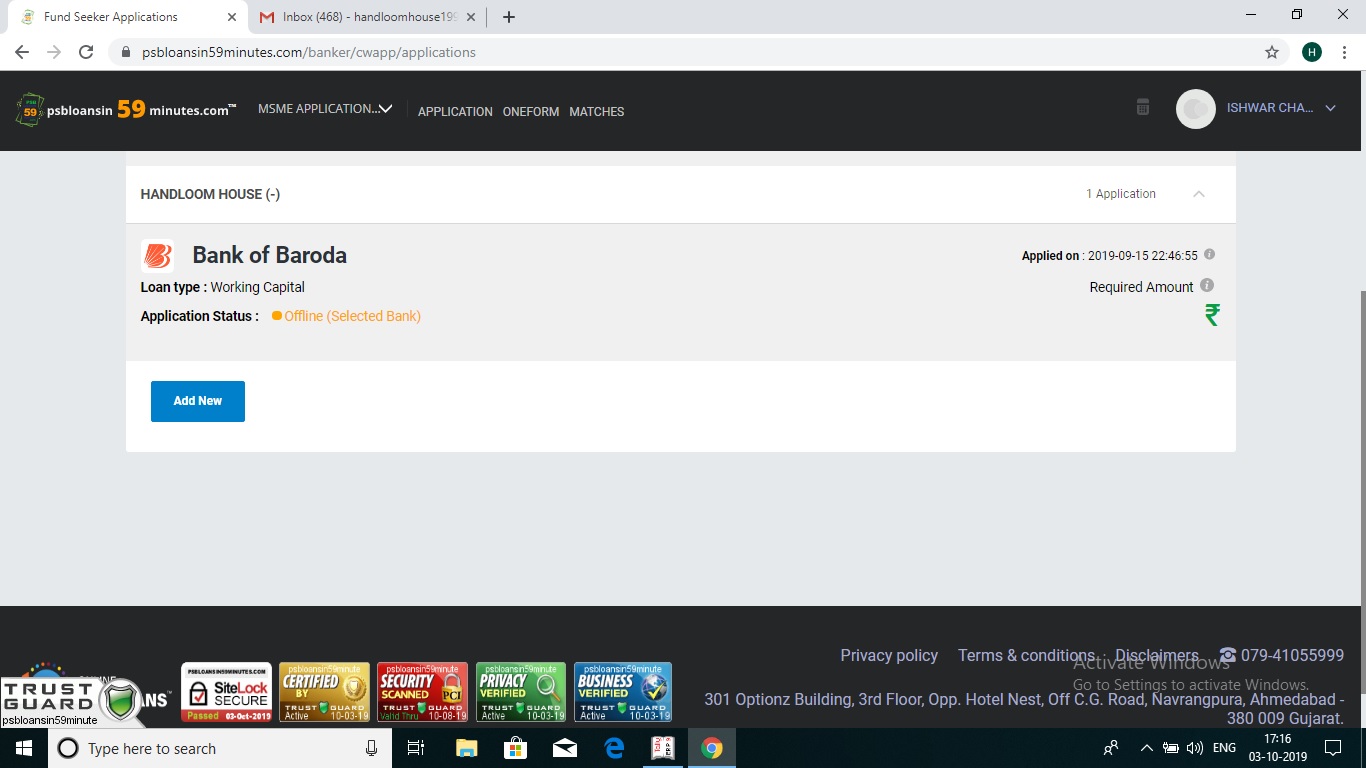 Fund Seeker Applications
Inbox (468) - handloomhouse199
psbloansin59minutes.com/banker/cwapp/applications
H
psbloansin 59 minutes.com™
MSME APPLICATION...
APPLICATION ONEFORM MATCHES
ISHWAR CHA...
HANDLOOM HOUSE (-)
1 Application
Bank of Baroda
Applied on : 2019-09-15 22:46:55
Loan type : Working Capital
Required Amount
Application Status : Offline (Selected Bank)
₹
Add New
Privacy policy Terms & conditions Disclaimers 079-41055999
Activate Windows
Go to Settings to activate Windows.
301 Optionz Building, 3rd Floor, Opp. Hotel Nest, Off C.G. Road, Navrangpura, Ahmedabad -
380 009 Gujarat.
TRUST
GUARD
psbloansin59minute
ANS™
PSBLOANSIN59MINUTES.COM
SiteLock
SECURE
Passed 03-Oct-2019
psbloansin59minute
CERTIFIED
BY
TRUST GUARD
Active 10-03-19
psbloansin59minute
SECURITY
SCANNED PCI
TRUST GUARD
Valid Thru 10-08-19
psbloansin59minute
PRIVACY
VERIFIED
TRUST GUARD
Active 10-03-19
psbloansin59minute
BUSINESS
VERIFIED
TRUST GUARD
Active 10-03-19
Type here to search
ENG
17:16
03-10-2019